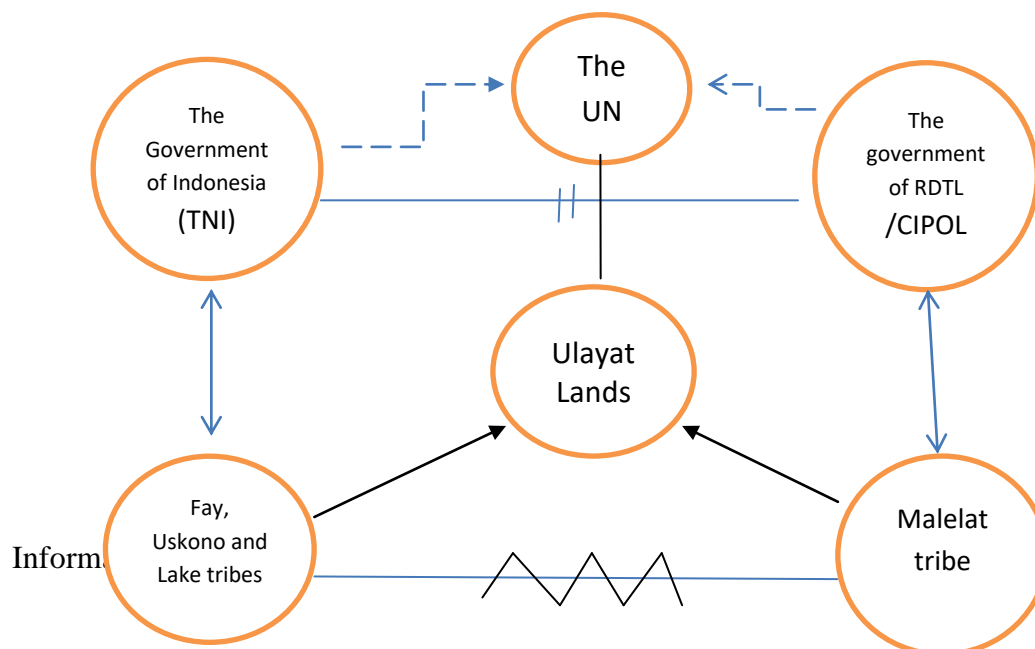 The
UN
The
Government
of Indonesia
(TNI)
The
government
of RDTL
/CIPOL
Ulayat
Lands
Fay,
Uskono and
Lake tribes
Malelat
tribe